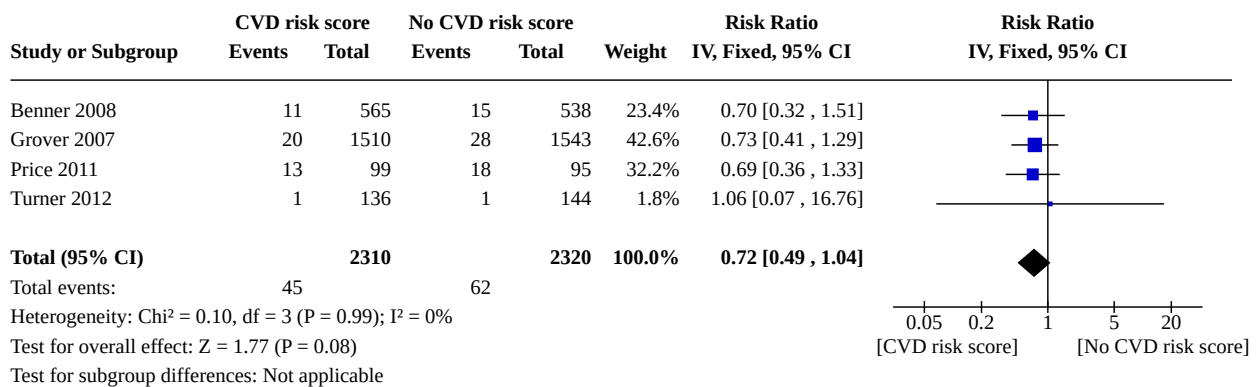 CVD risk score No CVD risk score Risk Ratio Risk Ratio
Study or Subgroup Events Total Events Total Weight IV, Fixed, 95% CI IV, Fixed, 95% CI
Benner 2008 11 565 15 538 23.4% 0.70 [0.32 , 1.51]
Grover 2007 20 1510 28 1543 42.6% 0.73 [0.41 , 1.29]
Price 2011 13 99 18 95 32.2% 0.69 [0.36 , 1.33]
Turner 2012 1 136 1 144 1.8% 1.06 [0.07 , 16.76]
Total (95% CI) 2310 2320 100.0% 0.72 [0.49 , 1.04]
Total events: 45 62
Heterogeneity: Chi² = 0.10, df = 3 (P = 0.99); I² = 0%
0.05 0.2 1 5 20
Test for overall effect: Z = 1.77 (P = 0.08)
[CVD risk score] [No CVD risk score]
Test for subgroup differences: Not applicable